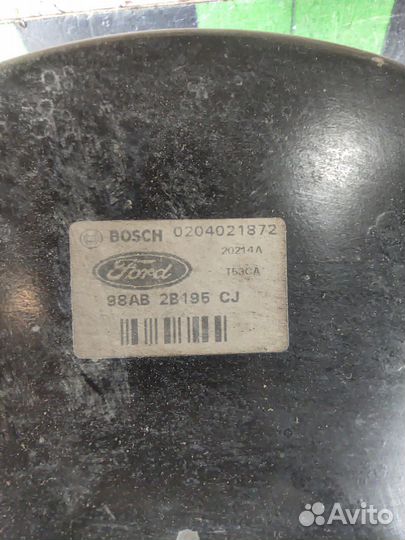 BOSCH 0204021872
20214A
Ford T53CA
98AB 2B195 CJ
Avito